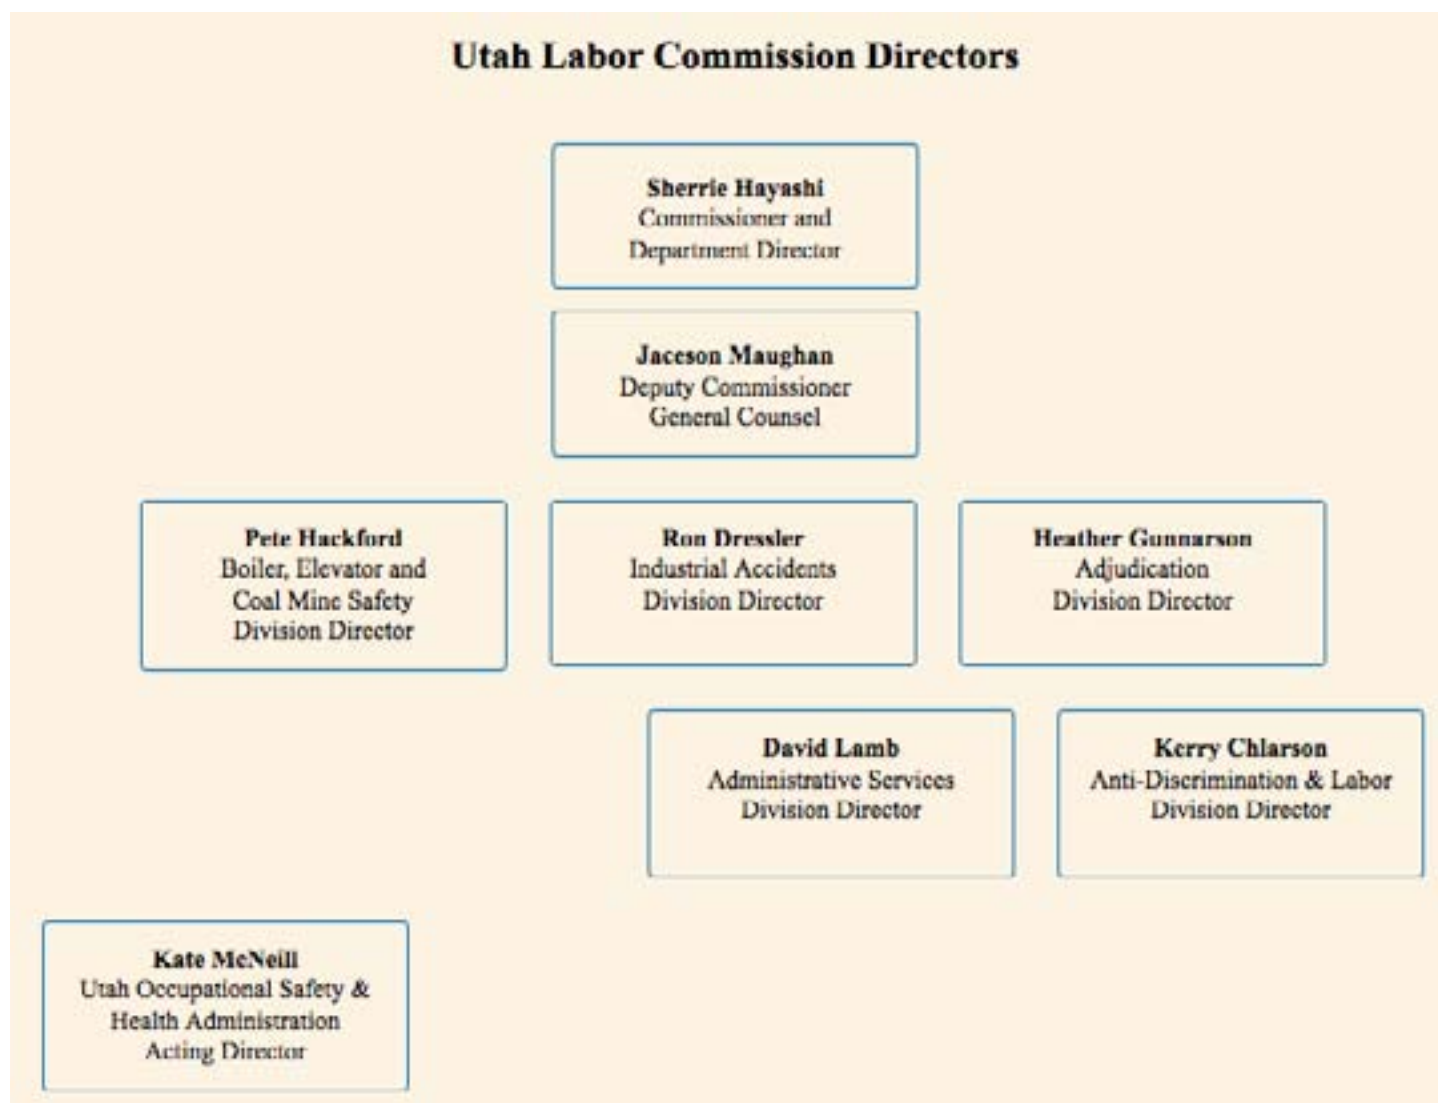 Utah Labor Commission Directors
Sherrie Hayashi
Commissioner and
Department Director
Jaceson Maughan
Deputy Commissioner
General Counsel
Pete Hackford
Boiler, Elevator and
Coal Mine Safety
Division Director
Ron Dressler
Industrial Accidents
Division Director
Heather Gunnarson
Adjudication
Division Director
David Lamb
Administrative Services
Division Director
Kerry Chlarson
Anti-Discrimination & Labor
Division Director
Kate McNeill
Utah Occupational Safety &
Health Administration
Acting Director